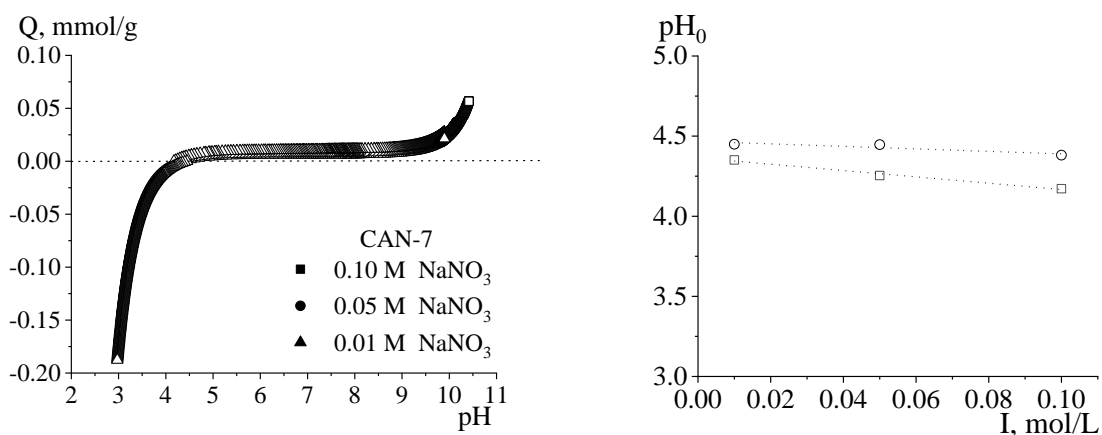 Q, mmol/g
0.10
0.05
0.00
-0.05
-0.10
-0.15
-0.20
2 3 4 5 6 7 8 9 10 11
pH
CAN-7
0.10 M NaNO₃
0.05 M NaNO₃
0.01 M NaNO₃
pH₀
5.0
4.5
4.0
3.5
3.0
0.00 0.02 0.04 0.06 0.08 0.10
I, mol/L